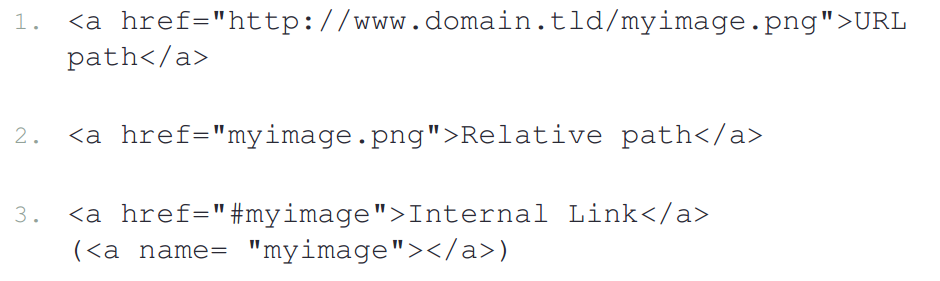 1. <a href="http://www.domain.tld/myimage.png">URL
path</a>
2. <a href="myimage.png">Relative path</a>
3. <a href="#myimage">Internal Link</a>
(<a name= "myimage"></a>)